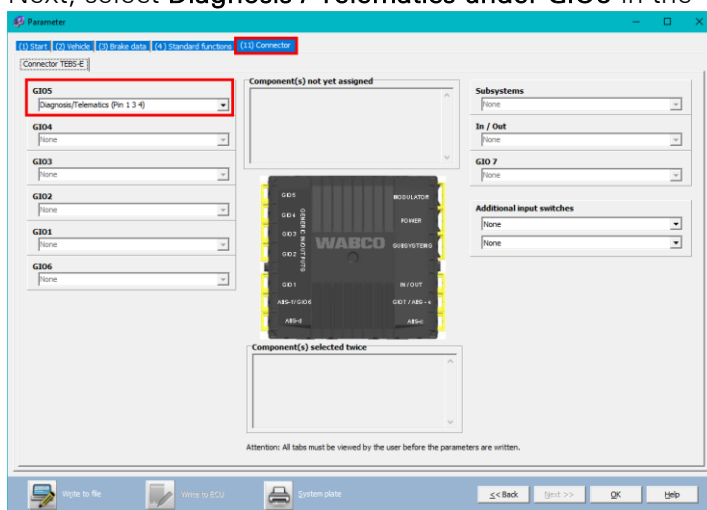 Next, select Diagnosis / Telematics under GIO5 in the
Parameter
(1) Start (2) Vehicle (3) Brake data (4) Standard functions (11) Connector
Connector TEBS-E
GIO5
Diagnosis/Telematics (Pin 1 3 4)
GIO4
None
GIO3
None
GIO2
None
GIO1
None
GIO6
None
Component(s) not yet assigned
GIO5
GIO4
GIO3
GIO2
GIO1
ABS-f/GIO6
ABS-d
GENERIC IN/OUTPUTS
WABCO
MODULATOR
POWER
SUBSYSTEMS
IN/OUT
GIO7 / ABS-e
ABS-c
Component(s) selected twice
Subsystems
None
In / Out
None
GIO 7
None
Additional input switches
None
None
Attention: All tabs must be viewed by the user before the parameters are written.
Write to file
Write to ECU
System plate
<< Back
Next >>
OK
Help